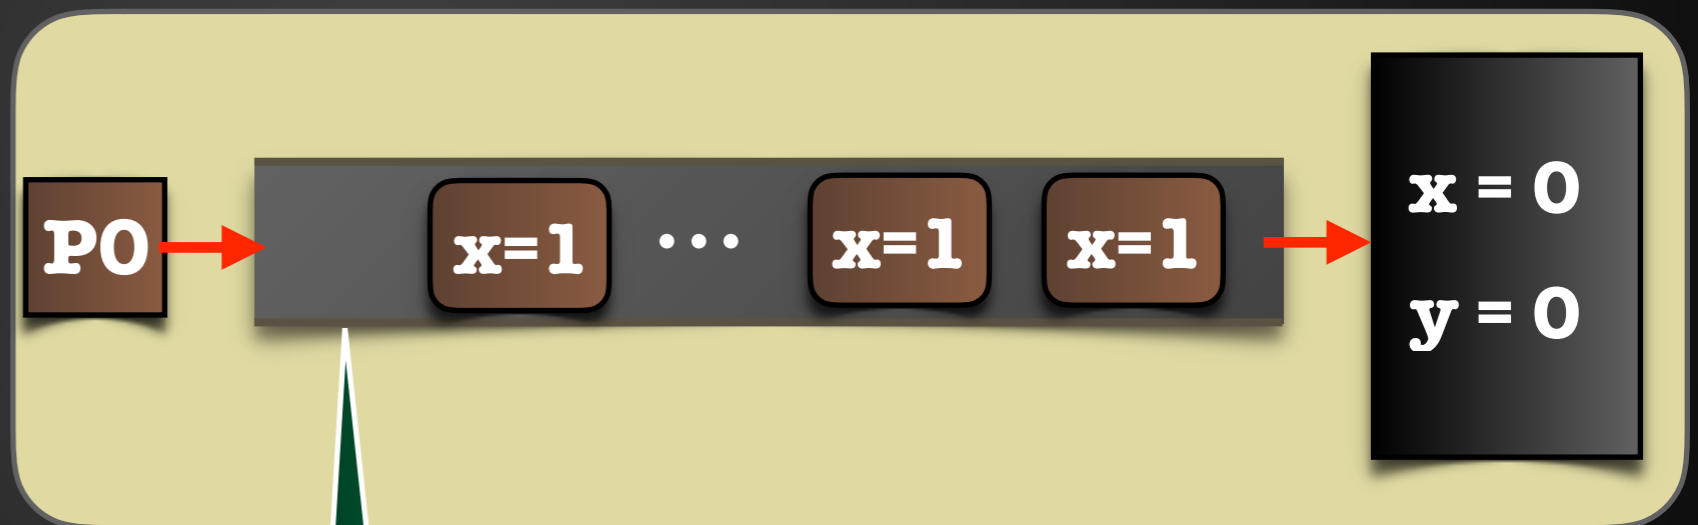 P0
x=1 ... x=1 x=1
x = 0
y = 0